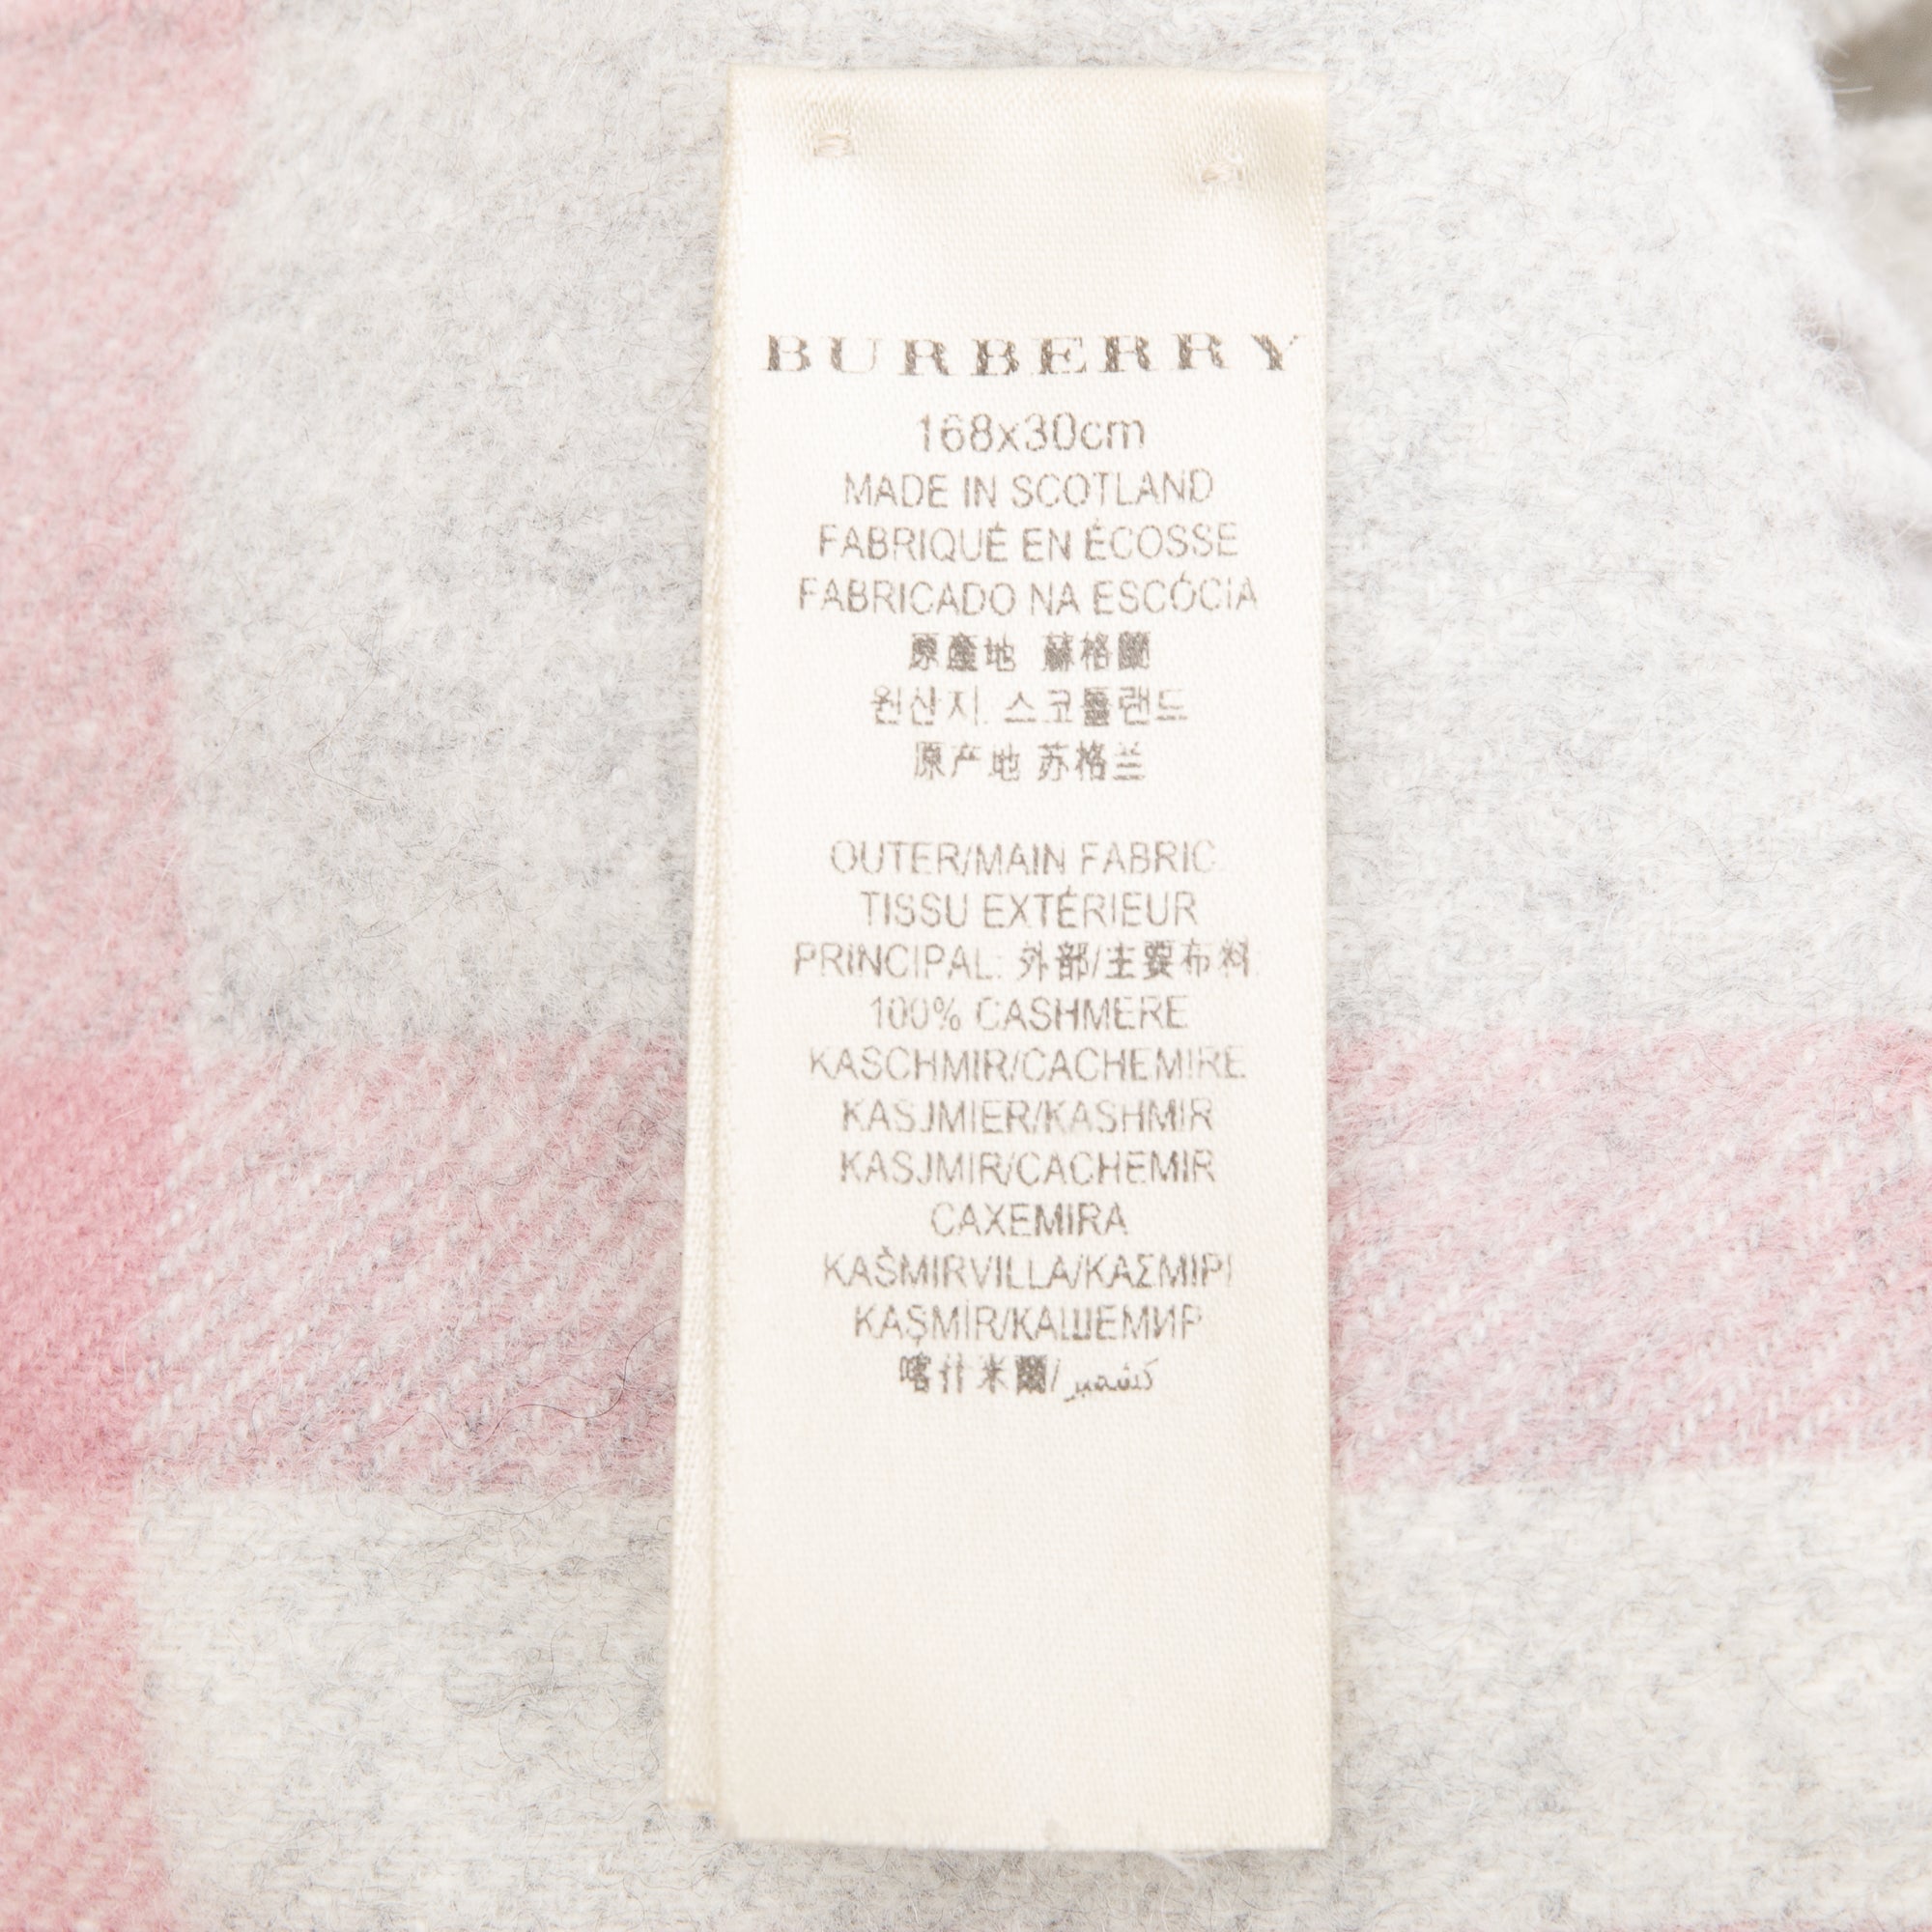 BURBERRY
168x30cm
MADE IN SCOTLAND
FABRIQUÉ EN ÉCOSSE
FABRICADO NA ESCÓCIA
原產地 蘇格蘭
원산지. 스코틀랜드
原产地 苏格兰
OUTER/MAIN FABRIC
TISSU EXTÉRIEUR
PRINCIPAL: 外部/主要布料
100% CASHMERE
KASCHMIR/CACHEMIRE
KASJMIER/KASHMIR
KASJMIR/CACHEMIR
CAXEMIRA
KAŠMIRVILLA/ΚΑΣΜΙΡΙ
KAŞMİR/КАШЕМИР
喀什米爾/كشمير